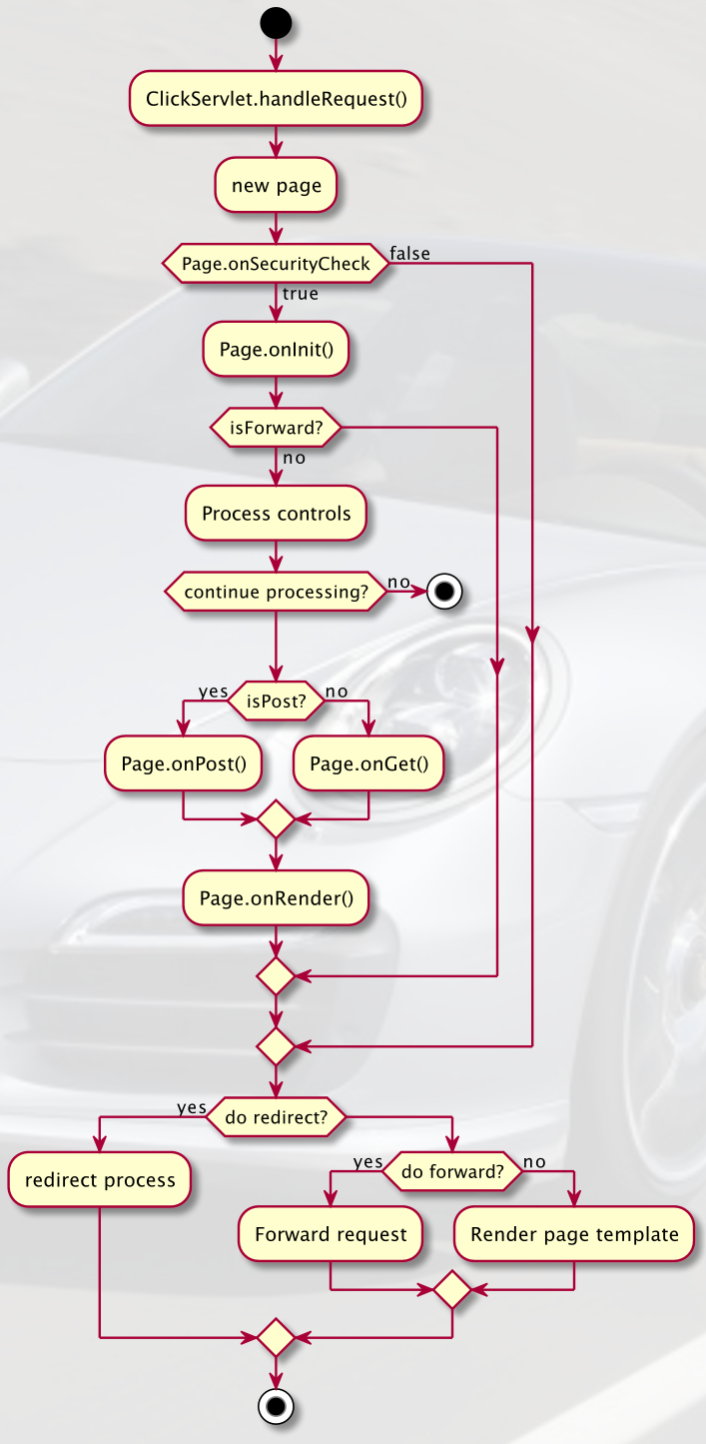 ClickServlet.handleRequest()
new page
Page.onSecurityCheck
false
true
Page.onInit()
isForward?
no
Process controls
continue processing?
no
yes
isPost?
no
Page.onPost()
Page.onGet()
Page.onRender()
yes
do redirect?
redirect process
yes
do forward?
no
Forward request
Render page template